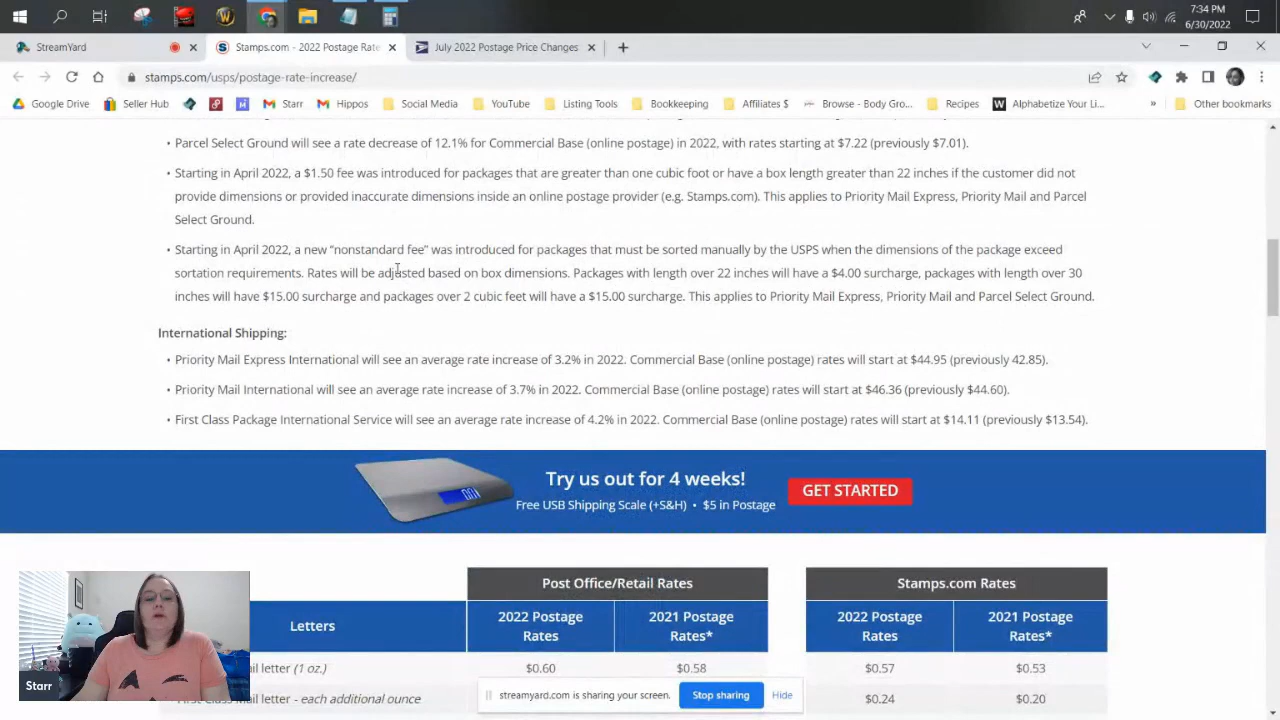 7:34 PM
6/30/2022
StreamYard
Stamps.com - 2022 Postage Rate
July 2022 Postage Price Changes
stamps.com/usps/postage-rate-increase/
Google Drive
Seller Hub
Starr
Hippos
Social Media
YouTube
Listing Tools
Bookkeeping
Affiliates $
Browse - Body Gro...
Recipes
Alphabetize Your Li...
Other bookmarks
• Parcel Select Ground will see a rate decrease of 12.1% for Commercial Base (online postage) in 2022, with rates starting at $7.22 (previously $7.01).
• Starting in April 2022, a $1.50 fee was introduced for packages that are greater than one cubic foot or have a box length greater than 22 inches if the customer did not
provide dimensions or provided inaccurate dimensions inside an online postage provider (e.g. Stamps.com). This applies to Priority Mail Express, Priority Mail and Parcel
Select Ground.
• Starting in April 2022, a new “nonstandard fee” was introduced for packages that must be sorted manually by the USPS when the dimensions of the package exceed
sortation requirements. Rates will be adjusted based on box dimensions. Packages with length over 22 inches will have a $4.00 surcharge, packages with length over 30
inches will have $15.00 surcharge and packages over 2 cubic feet will have a $15.00 surcharge. This applies to Priority Mail Express, Priority Mail and Parcel Select Ground.
International Shipping:
• Priority Mail Express International will see an average rate increase of 3.2% in 2022. Commercial Base (online postage) rates will start at $44.95 (previously 42.85).
• Priority Mail International will see an average rate increase of 3.7% in 2022. Commercial Base (online postage) rates will start at $46.36 (previously $44.60).
• First Class Package International Service will see an average rate increase of 4.2% in 2022. Commercial Base (online postage) rates will start at $14.11 (previously $13.54).
Try us out for 4 weeks!
Free USB Shipping Scale (+S&H) • $5 in Postage
GET STARTED
Post Office/Retail Rates
Stamps.com Rates
Letters
2022 Postage
Rates
2021 Postage
Rates*
2022 Postage
Rates
2021 Postage
Rates*
letter (1 oz.)
$0.60
$0.58
$0.57
$0.53
letter - each additional ounce
$0.24
$0.20
streamyard.com is sharing your screen.
Stop sharing
Hide
Starr